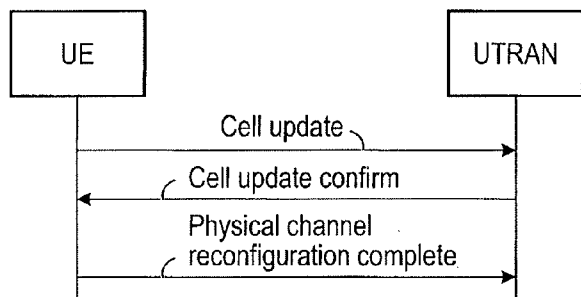 UE
UTRAN
Cell update
Cell update confirm
Physical channel
reconfiguration complete